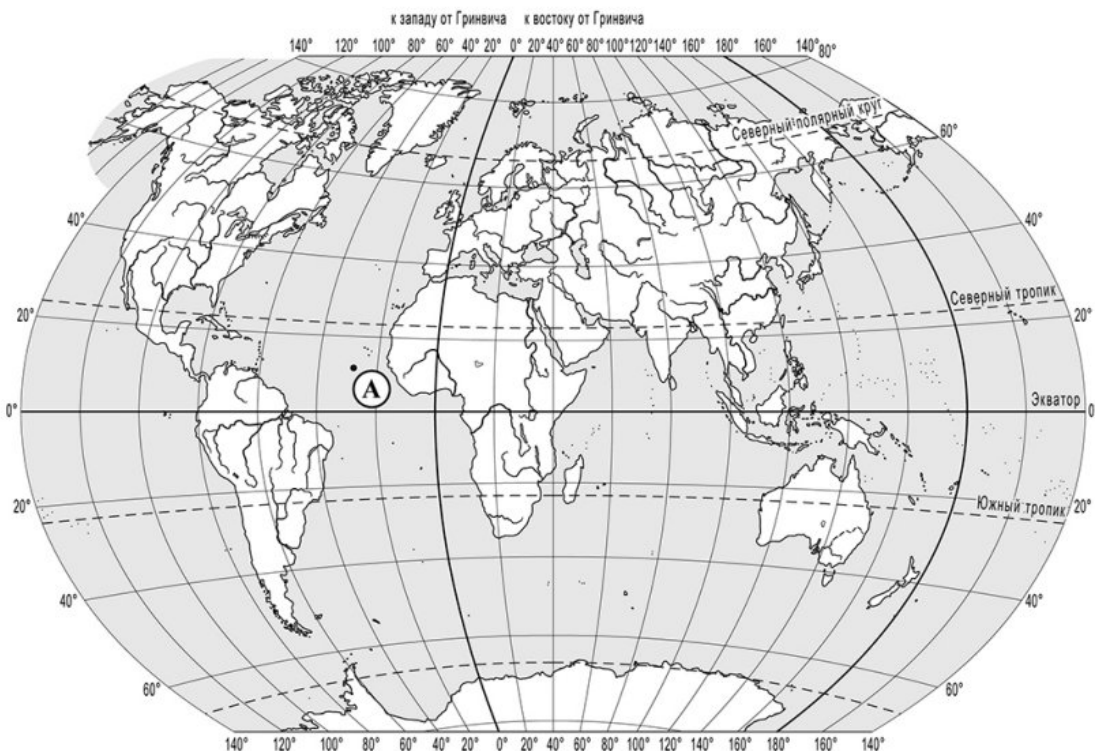 к западу от Гринвича к востоку от Гринвича
140° 120° 100° 80° 60° 40° 20° 0° 20° 40° 60° 80° 100° 120° 140° 160° 180° 160° 140° 80°
Северный полярный круг
60°
40° 40°
Северный тропик
20° 20°
A
Экватор
0° 0°
20° Южный тропик 20°
40° 40°
60° 60°
140° 120° 100° 80° 60° 40° 20° 0° 20° 40° 60° 80° 100° 120° 140° 160° 180° 160° 140°